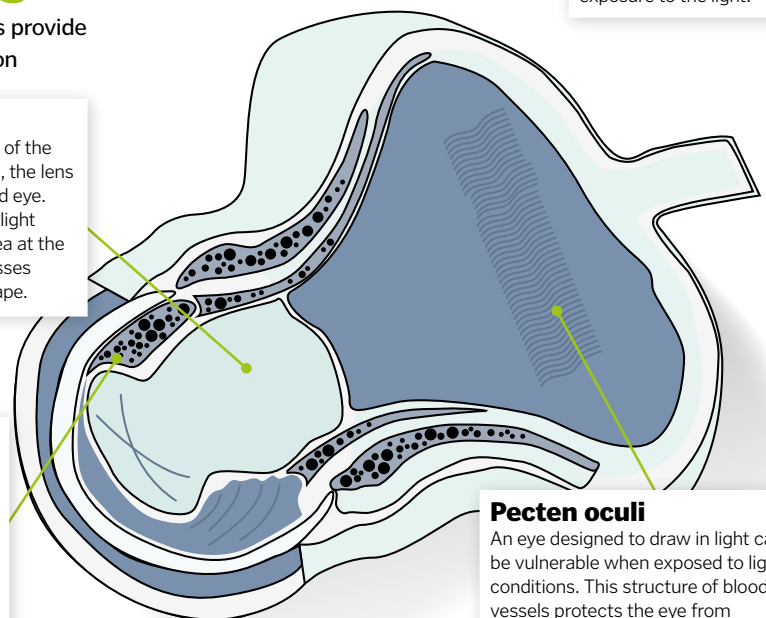 s provide
on
exposure to the light.
of the
, the lens
d eye.
light
ea at the
sses
ape.
Pecten oculi
An eye designed to draw in light ca
be vulnerable when exposed to lig
conditions. This structure of blood
vessels protects the eye from